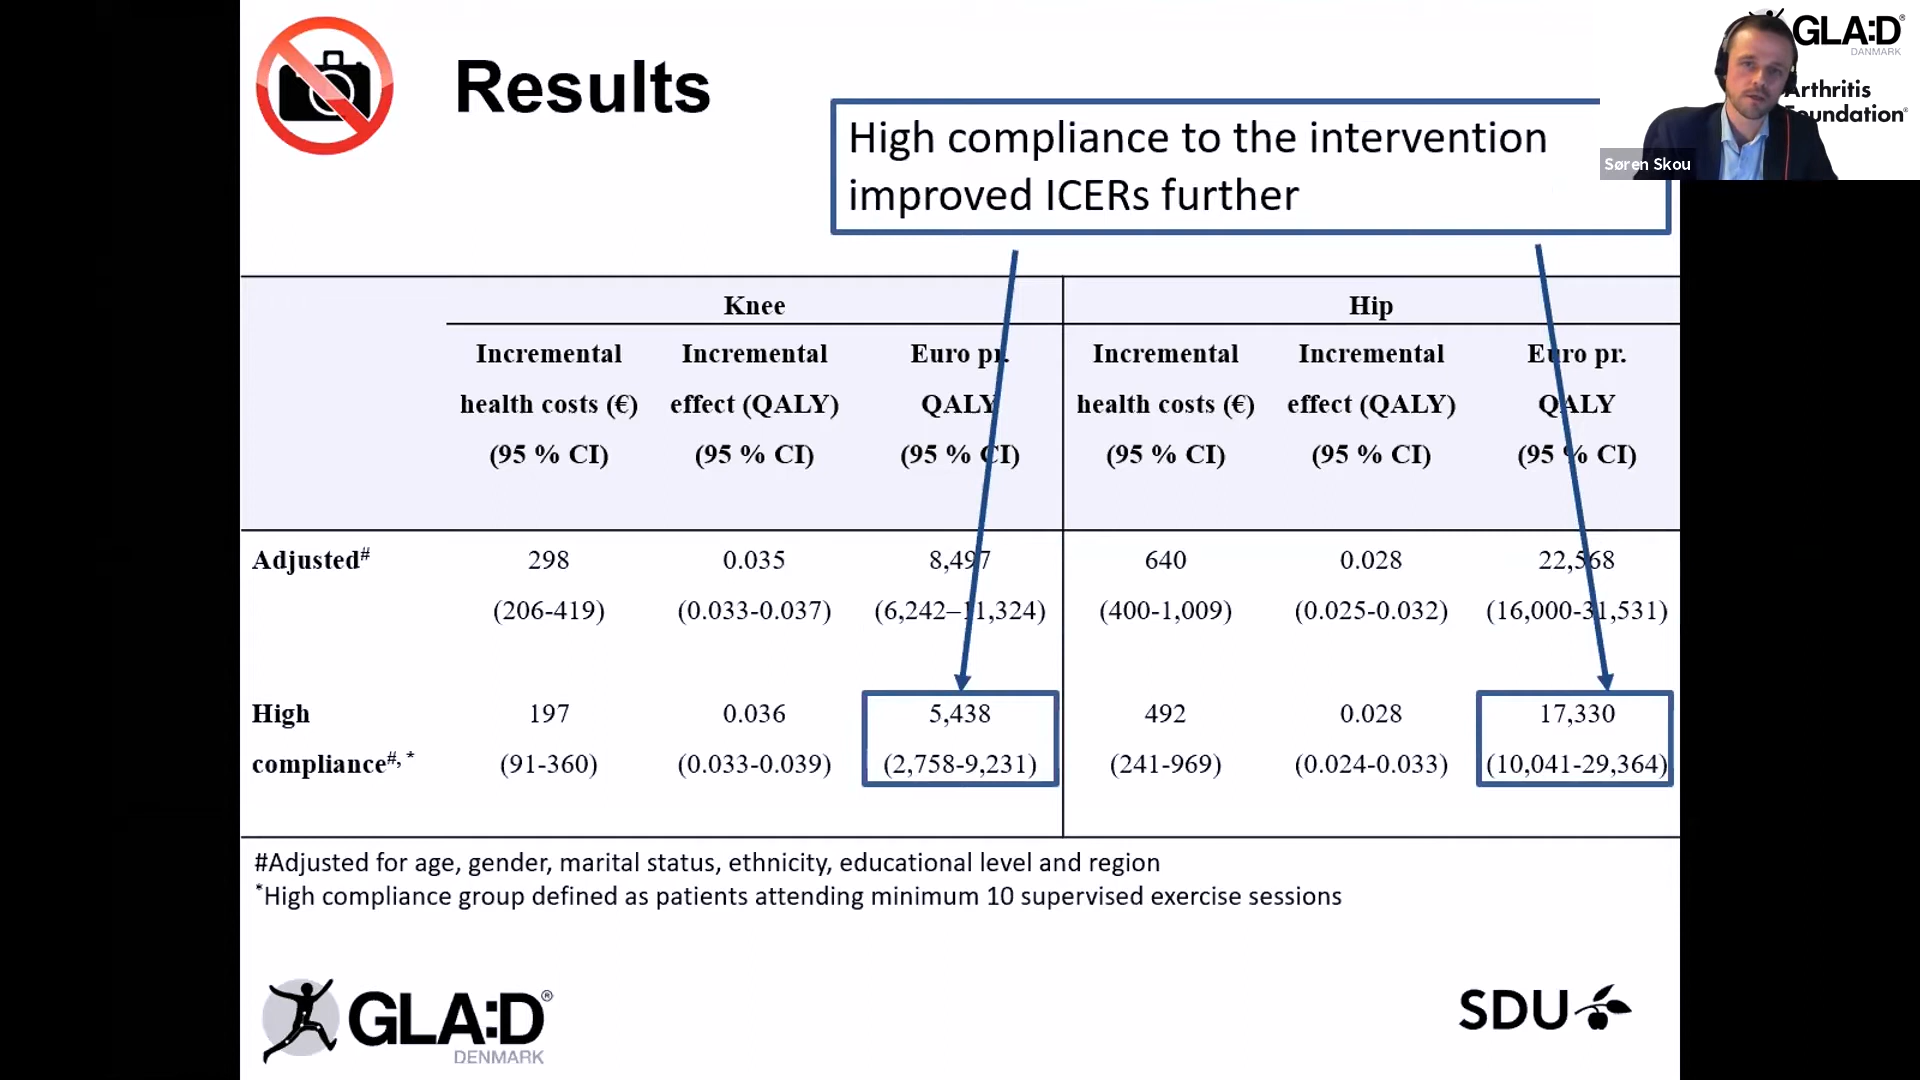 Results
High compliance to the intervention
improved ICERs further
GLA:D®
DANMARK
Arthritis
Foundation®
Søren Skou
Knee
Hip
Incremental
health costs (€)
(95 % CI)
Incremental
effect (QALY)
(95 % CI)
Euro pr.
QALY
(95 % CI)
Incremental
health costs (€)
(95 % CI)
Incremental
effect (QALY)
(95 % CI)
Euro pr.
QALY
(95 % CI)
Adjusted# 298 0.035 8,497 640 0.028 22,568
(206-419) (0.033-0.037) (6,242–11,324) (400-1,009) (0.025-0.032) (16,000-31,531)
High 197 0.036 5,438 492 0.028 17,330
compliance#, * (91-360) (0.033-0.039) (2,758-9,231) (241-969) (0.024-0.033) (10,041-29,364)
#Adjusted for age, gender, marital status, ethnicity, educational level and region
*High compliance group defined as patients attending minimum 10 supervised exercise sessions
GLA:D®
DENMARK
SDU